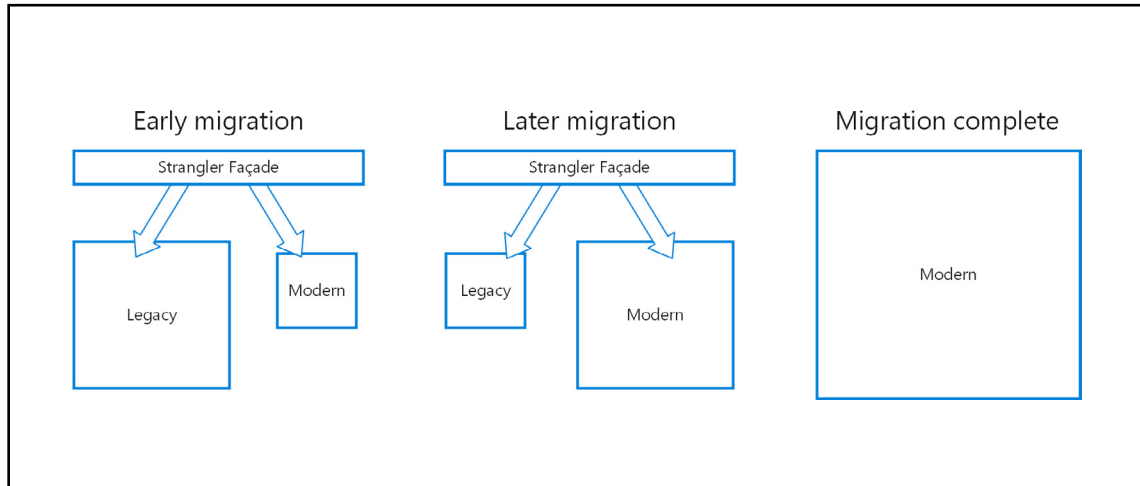 Early migration
Strangler Façade
Legacy
Modern
Later migration
Strangler Façade
Legacy
Modern
Migration complete
Modern